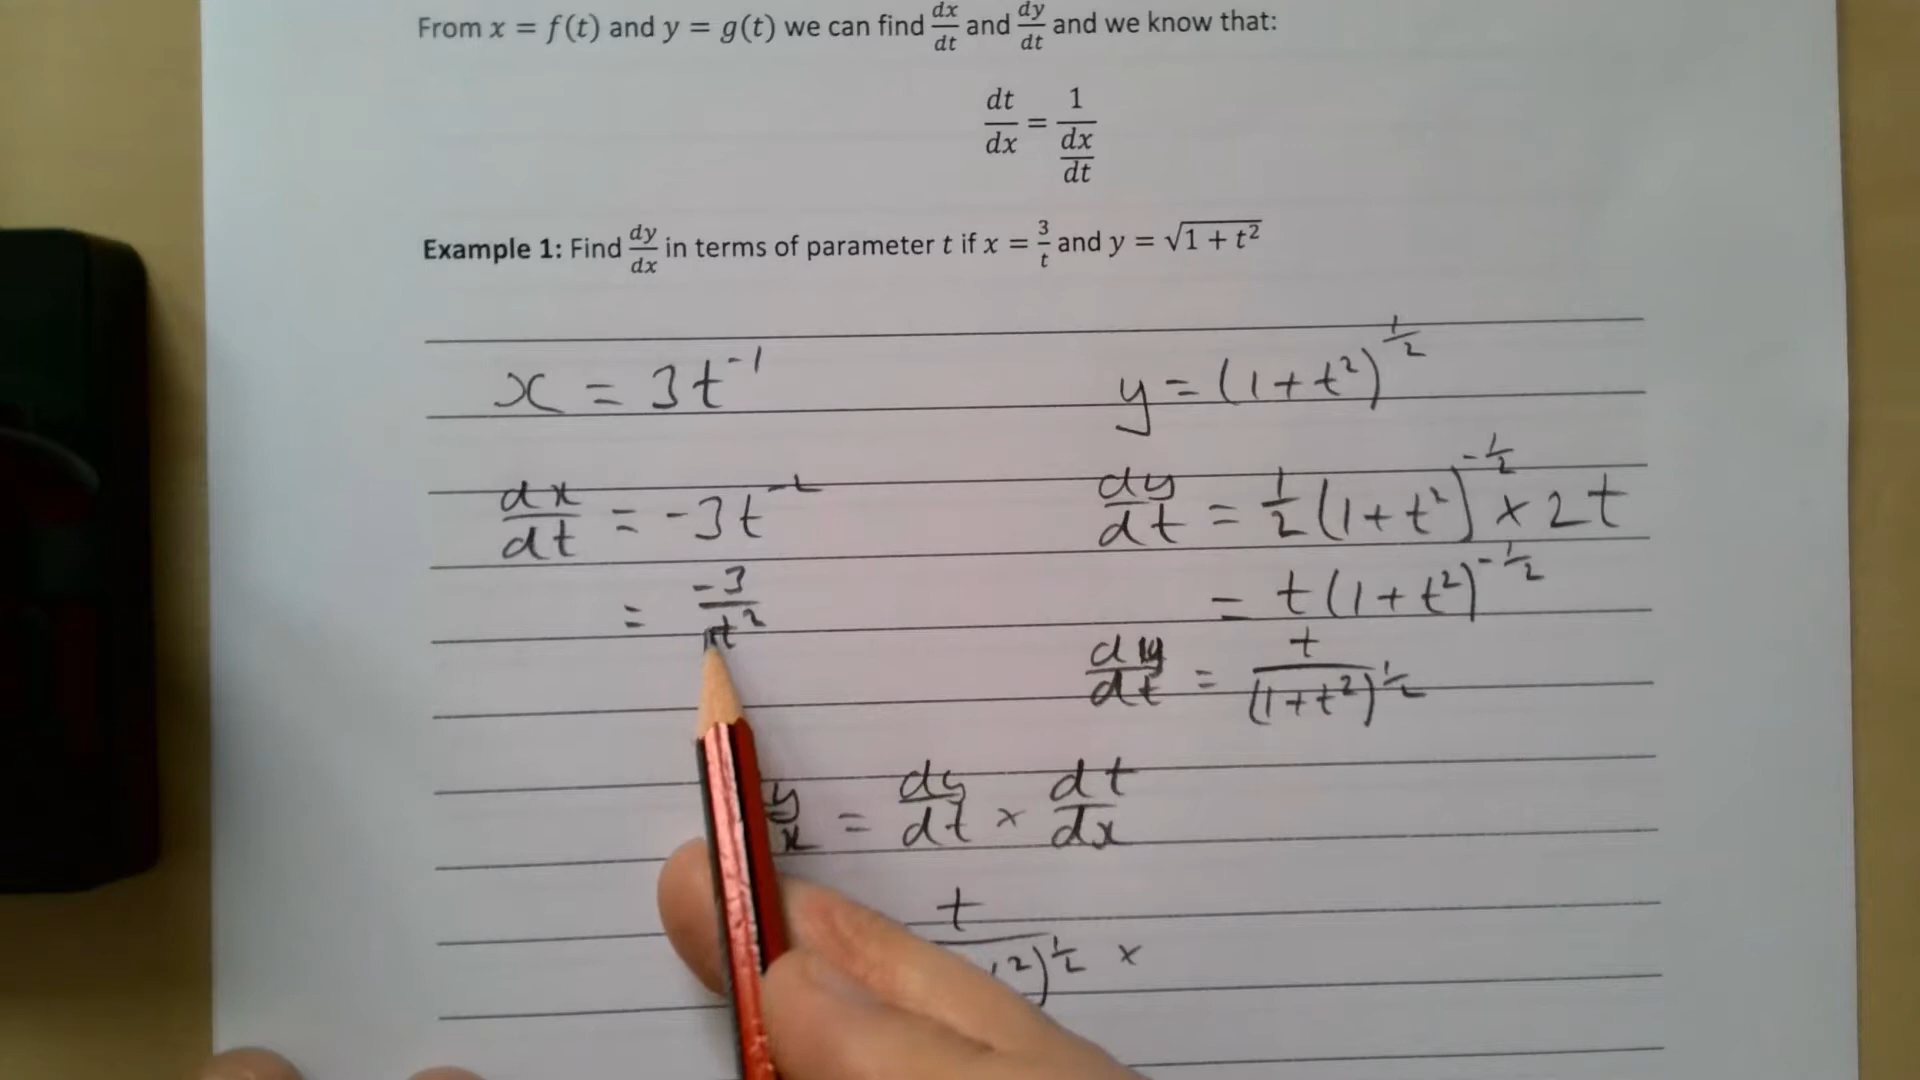 From x = f(t) and y = g(t) we can find dx/dt and dy/dt and we know that:
dt/dx = 1/(dx/dt)
Example 1: Find dy/dx in terms of parameter t if x = 3/t and y = √(1 + t²)
x = 3t⁻¹
y = (1+t²)^½
dx/dt = -3t⁻²
dy/dt = ½(1+t²)^-½ × 2t
= -3/t²
= t(1+t²)^-½
dy/dt = t/(1+t²)^½
y/x = dy/dt × dt/dx
t/ ²)^½ ×